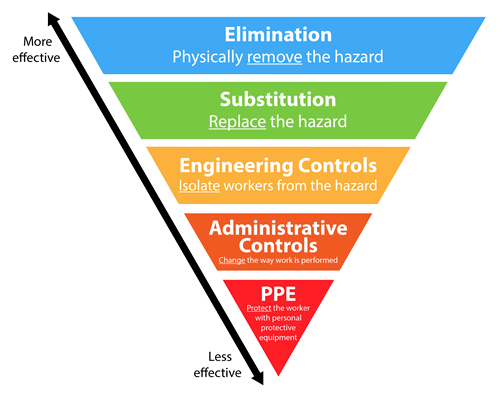 More
effective
Elimination
Physically remove the hazard
Substitution
Replace the hazard
Engineering Controls
Isolate workers from the hazard
Administrative
Controls
Change the way work is performed
PPE
Protect the worker
with personal
protective
equipment
Less
effective